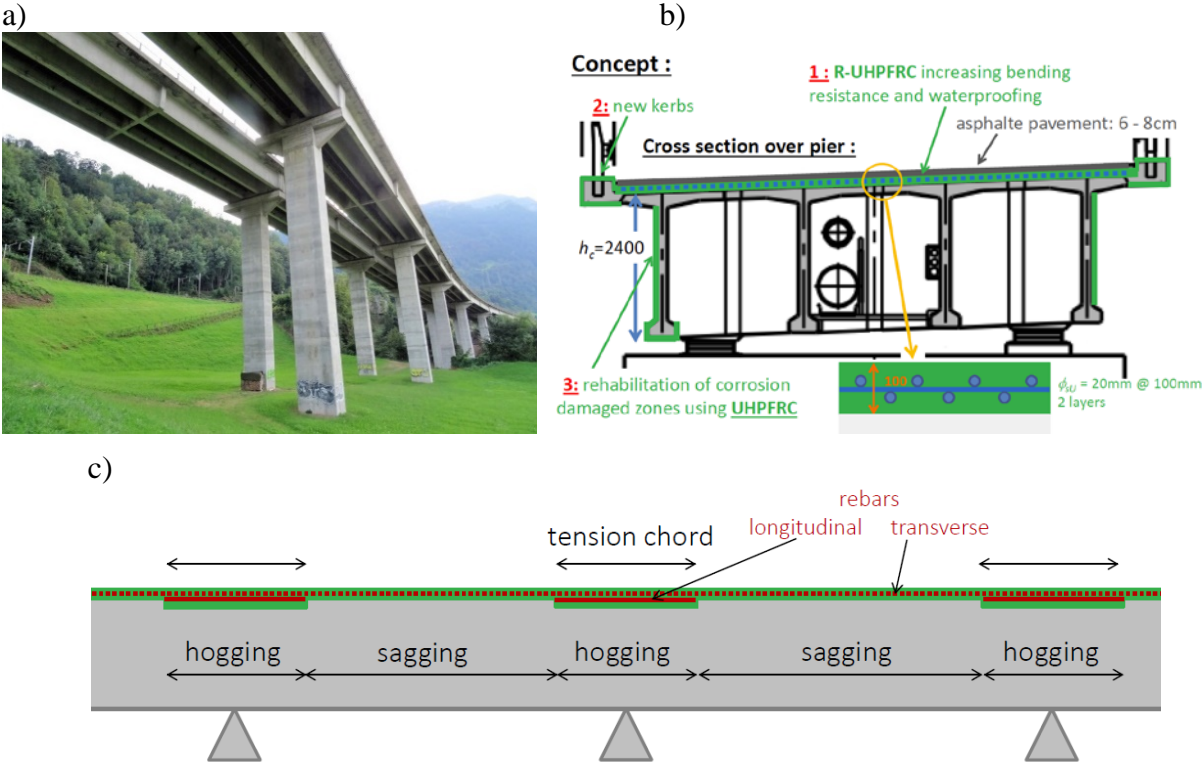 a)
b)
Concept :
1 : R-UHPFRC increasing bending
resistance and waterproofing
2: new kerbs
asphalte pavement: 6 - 8cm
Cross section over pier :
hc=2400
3: rehabilitation of corrosion
damaged zones using UHPFRC
100
ϕsU = 20mm @ 100mm
2 layers
c)
rebars
tension chord
longitudinal
transverse
hogging
sagging
hogging
sagging
hogging